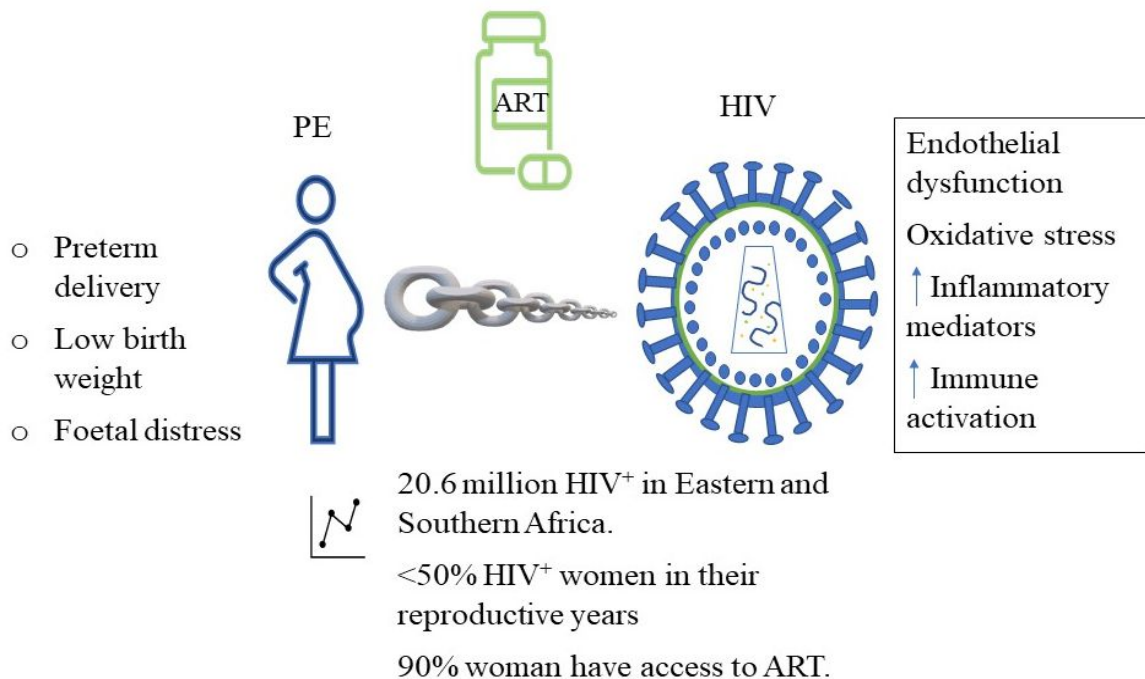 ART
PE
HIV
○ Preterm
delivery
○ Low birth
weight
○ Foetal distress
Endothelial
dysfunction
Oxidative stress
↑ Inflammatory
mediators
↑ Immune
activation
20.6 million HIV⁺ in Eastern and
Southern Africa.
<50% HIV⁺ women in their
reproductive years
90% woman have access to ART.